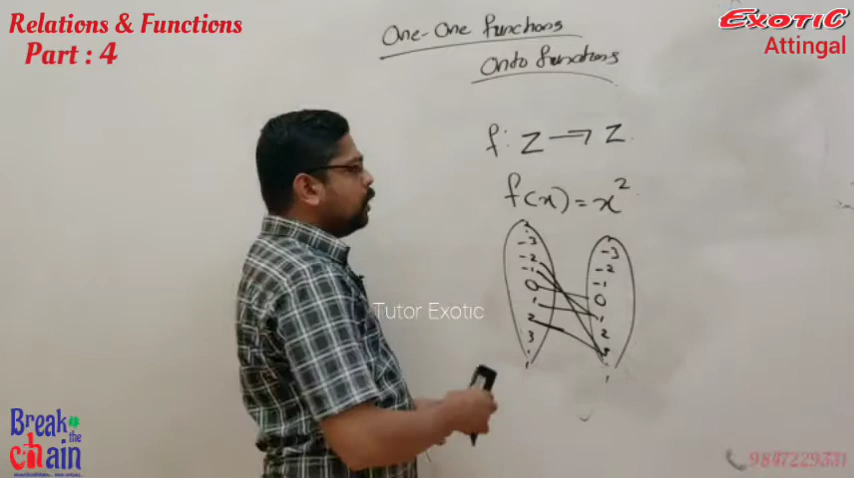 Relations & Functions
Part : 4
EXOTIC
Attingal
One-One functions
Onto functions
f: Z → Z
f(x) = x²
-3
-2
-1
0
1
2
3
-3
-2
-1
0
1
2
Tutor Exotic
Break
the
chain
9847229331